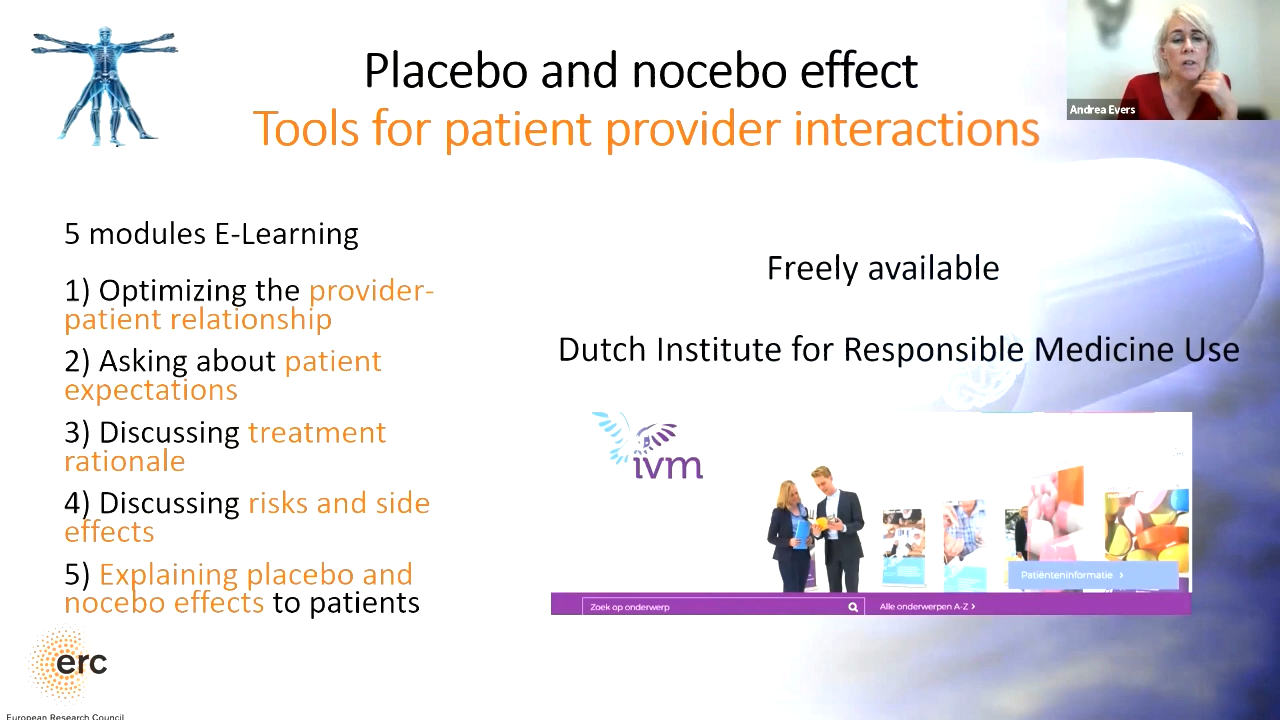 Placebo and nocebo effect
Tools for patient provider interactions
Andrea Evers
5 modules E-Learning
1) Optimizing the provider-
patient relationship
2) Asking about patient
expectations
3) Discussing treatment
rationale
4) Discussing risks and side
effects
5) Explaining placebo and
nocebo effects to patients
Freely available
Dutch Institute for Responsible Medicine Use
ivm
Patiënteninformatie ›
Zoek op onderwerp
Alle onderwerpen A-Z ›
erc
European Research Council